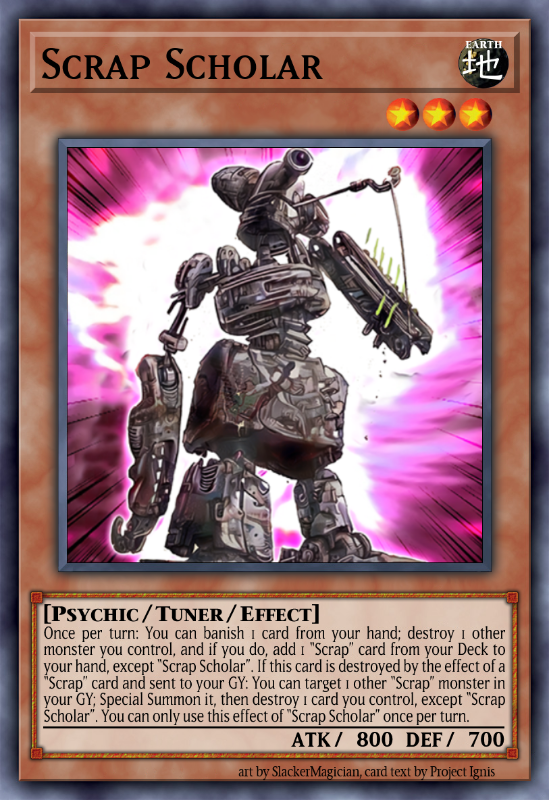 Scrap Scholar
EARTH
地
[Psychic/Tuner/Effect]
Once per turn: You can banish 1 card from your hand; destroy 1 other
monster you control, and if you do, add 1 "Scrap" card from your Deck to
your hand, except "Scrap Scholar". If this card is destroyed by the effect of a
"Scrap" card and sent to your GY: You can target 1 other "Scrap" monster in
your GY; Special Summon it, then destroy 1 card you control, except "Scrap
Scholar". You can only use this effect of "Scrap Scholar" once per turn.
ATK/ 800 DEF/ 700
art by SlackerMagician, card text by Project Ignis